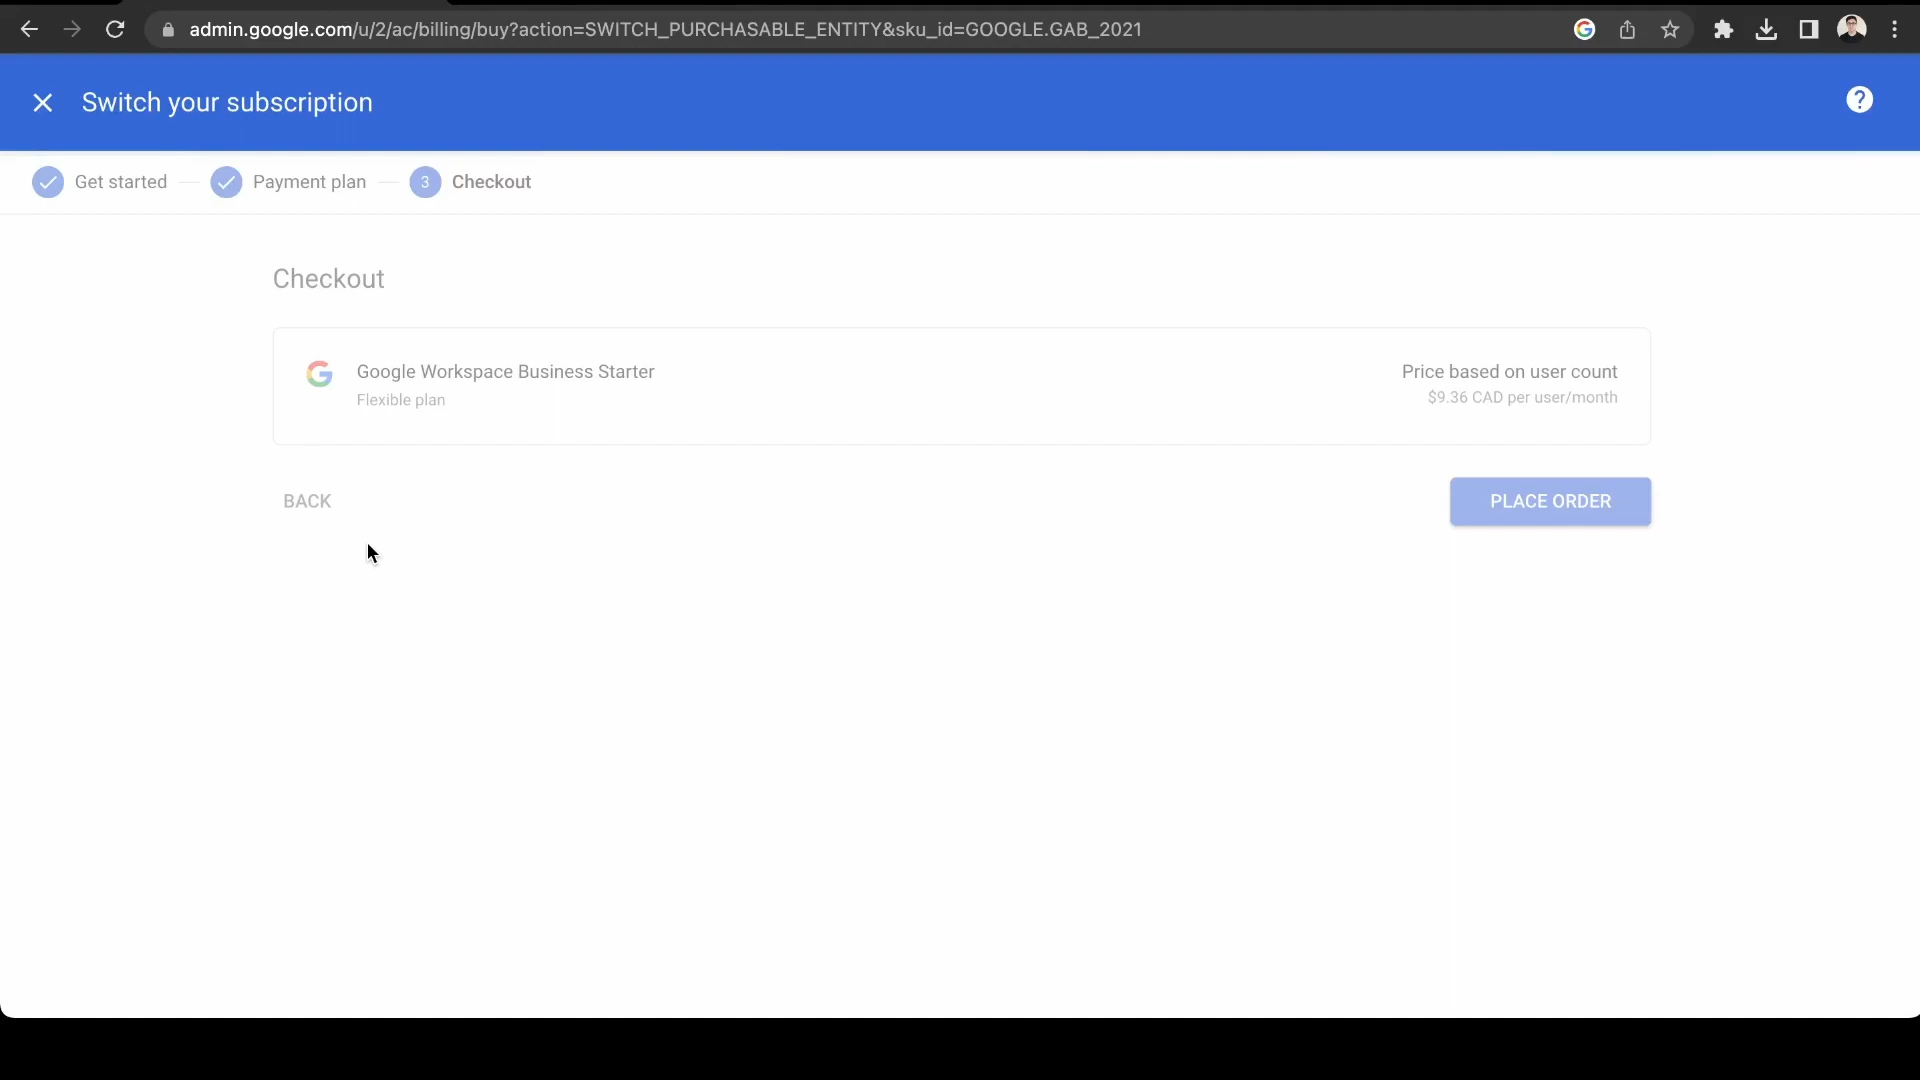 admin.google.com/u/2/ac/billing/buy?action=SWITCH_PURCHASABLE_ENTITY&sku_id=GOOGLE.GAB_2021
Switch your subscription
?
Get started
Payment plan
3 Checkout
Checkout
Google Workspace Business Starter
Price based on user count
Flexible plan
$9.36 CAD per user/month
BACK
PLACE ORDER